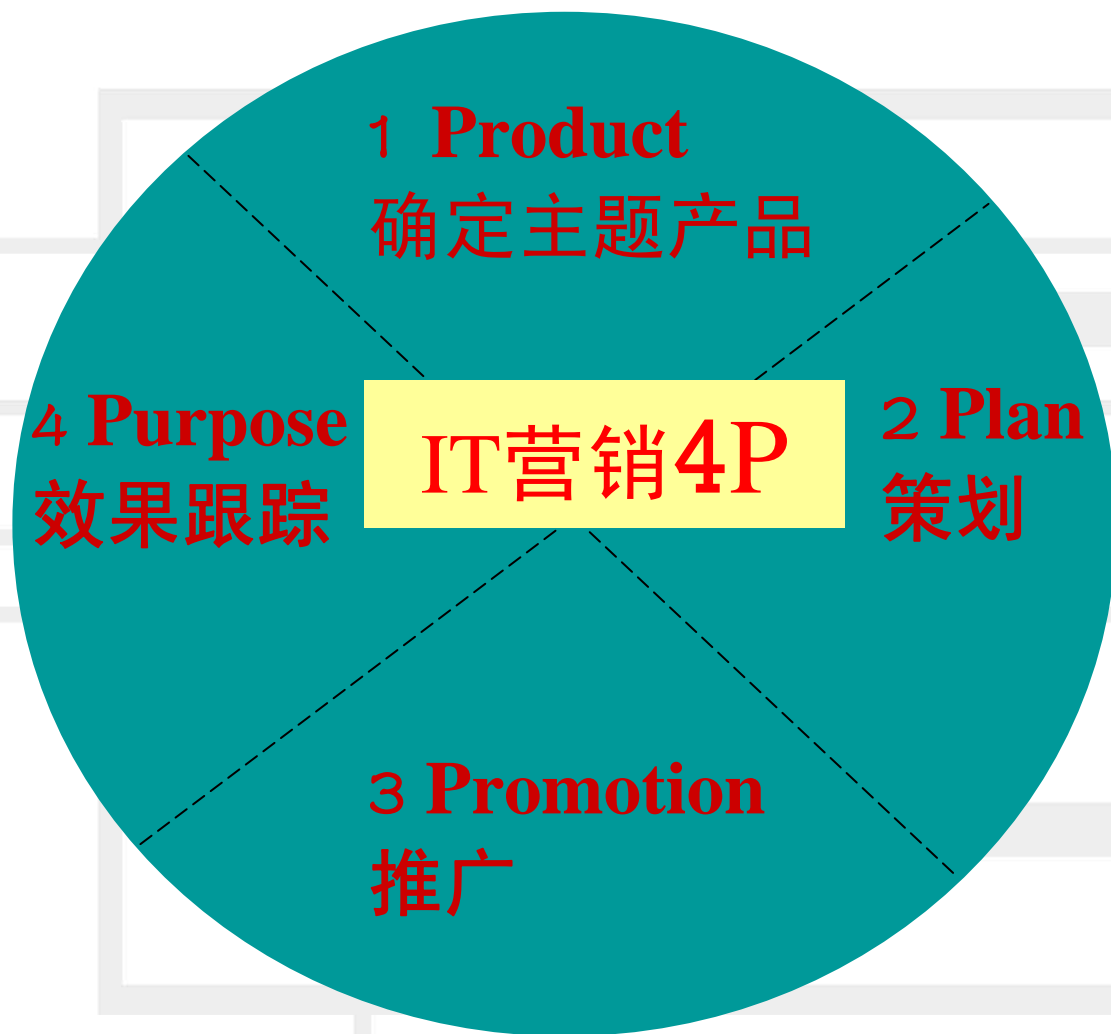 1 Product
确定主题产品
4 Purpose
效果跟踪
IT营销4P
2 Plan
策划
3 Promotion
推广